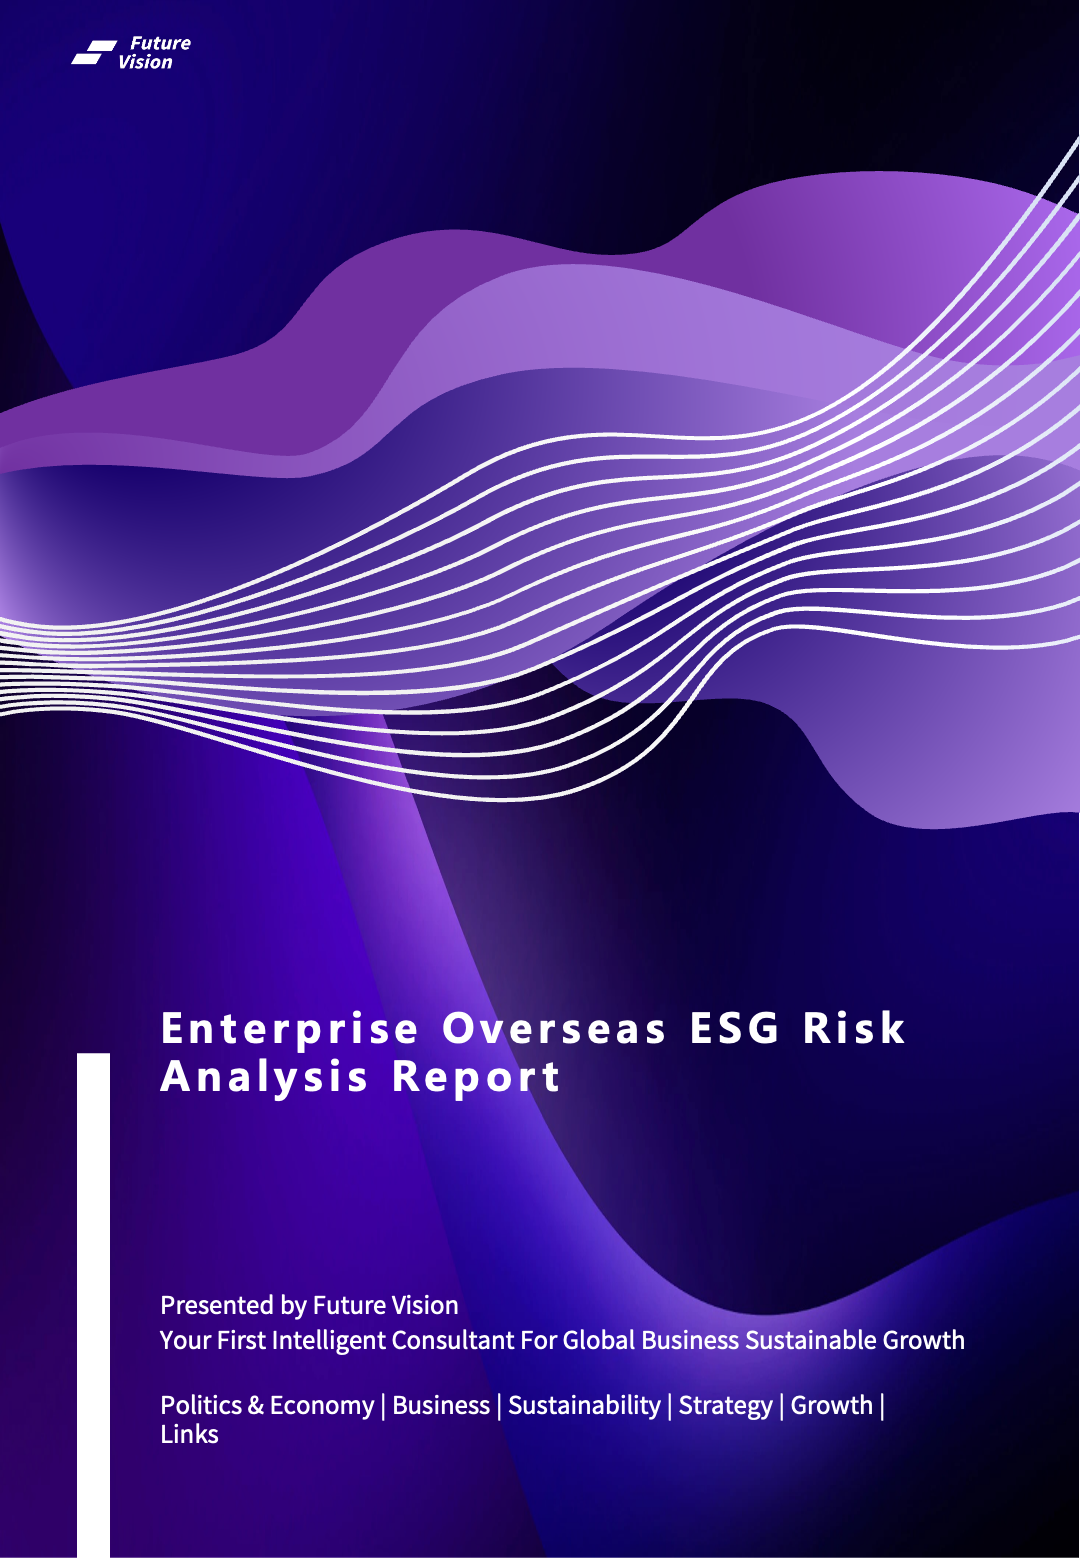 Future
Vision
Enterprise Overseas ESG Risk
Analysis Report
Presented by Future Vision
Your First Intelligent Consultant For Global Business Sustainable Growth
Politics & Economy | Business | Sustainability | Strategy | Growth |
Links